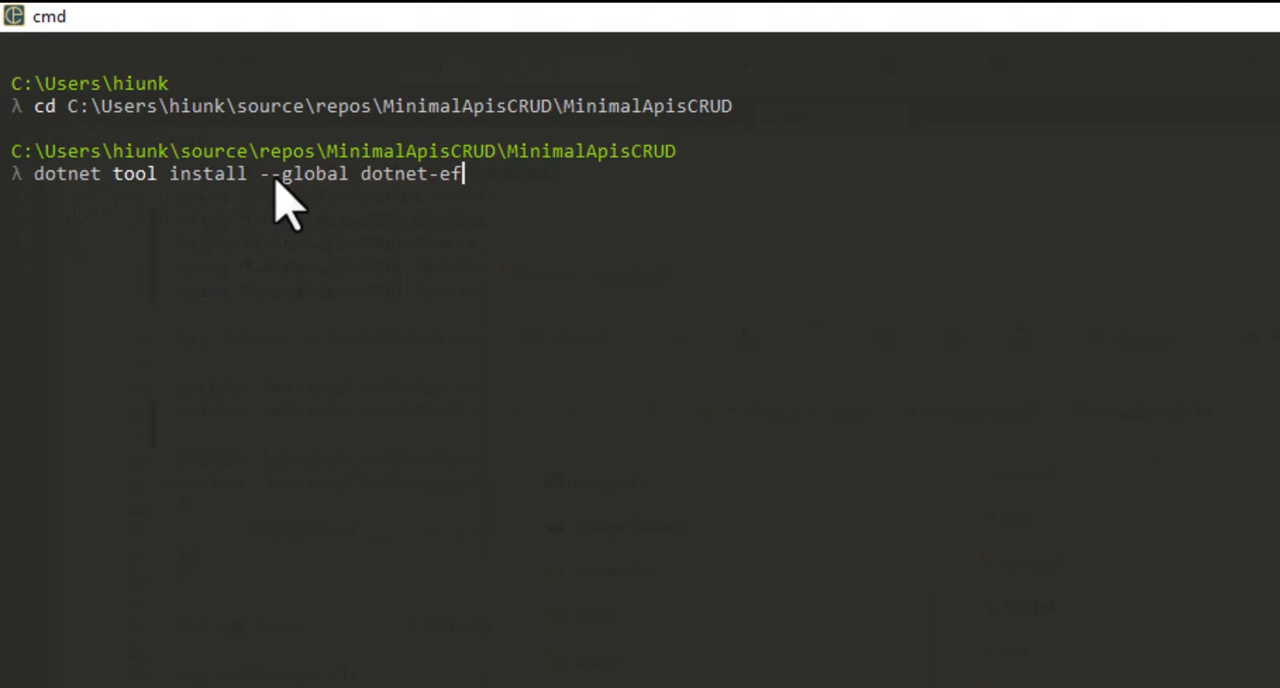 cmd
C:\Users\hiunk
λ cd C:\Users\hiunk\source\repos\MinimalApisCRUD\MinimalApisCRUD
C:\Users\hiunk\source\repos\MinimalApisCRUD\MinimalApisCRUD
λ dotnet tool install --global dotnet-ef